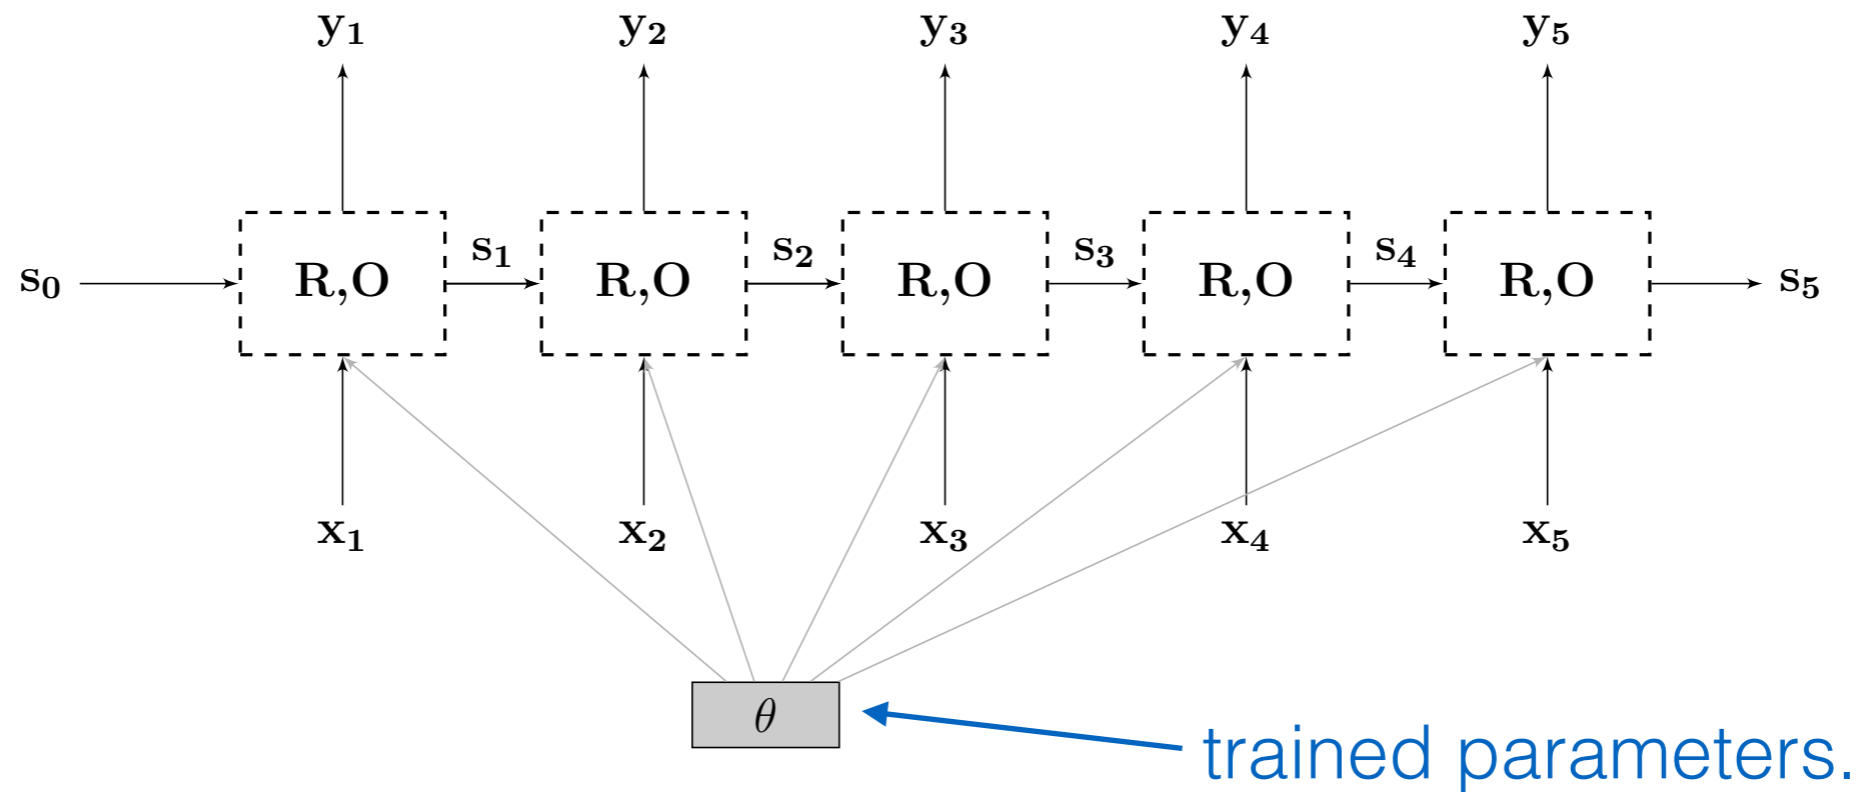 y₁ y₂ y₃ y₄ y₅
s₀ R,O s₁ R,O s₂ R,O s₃ R,O s₄ R,O s₅
x₁ x₂ x₃ x₄ x₅
θ
trained parameters.